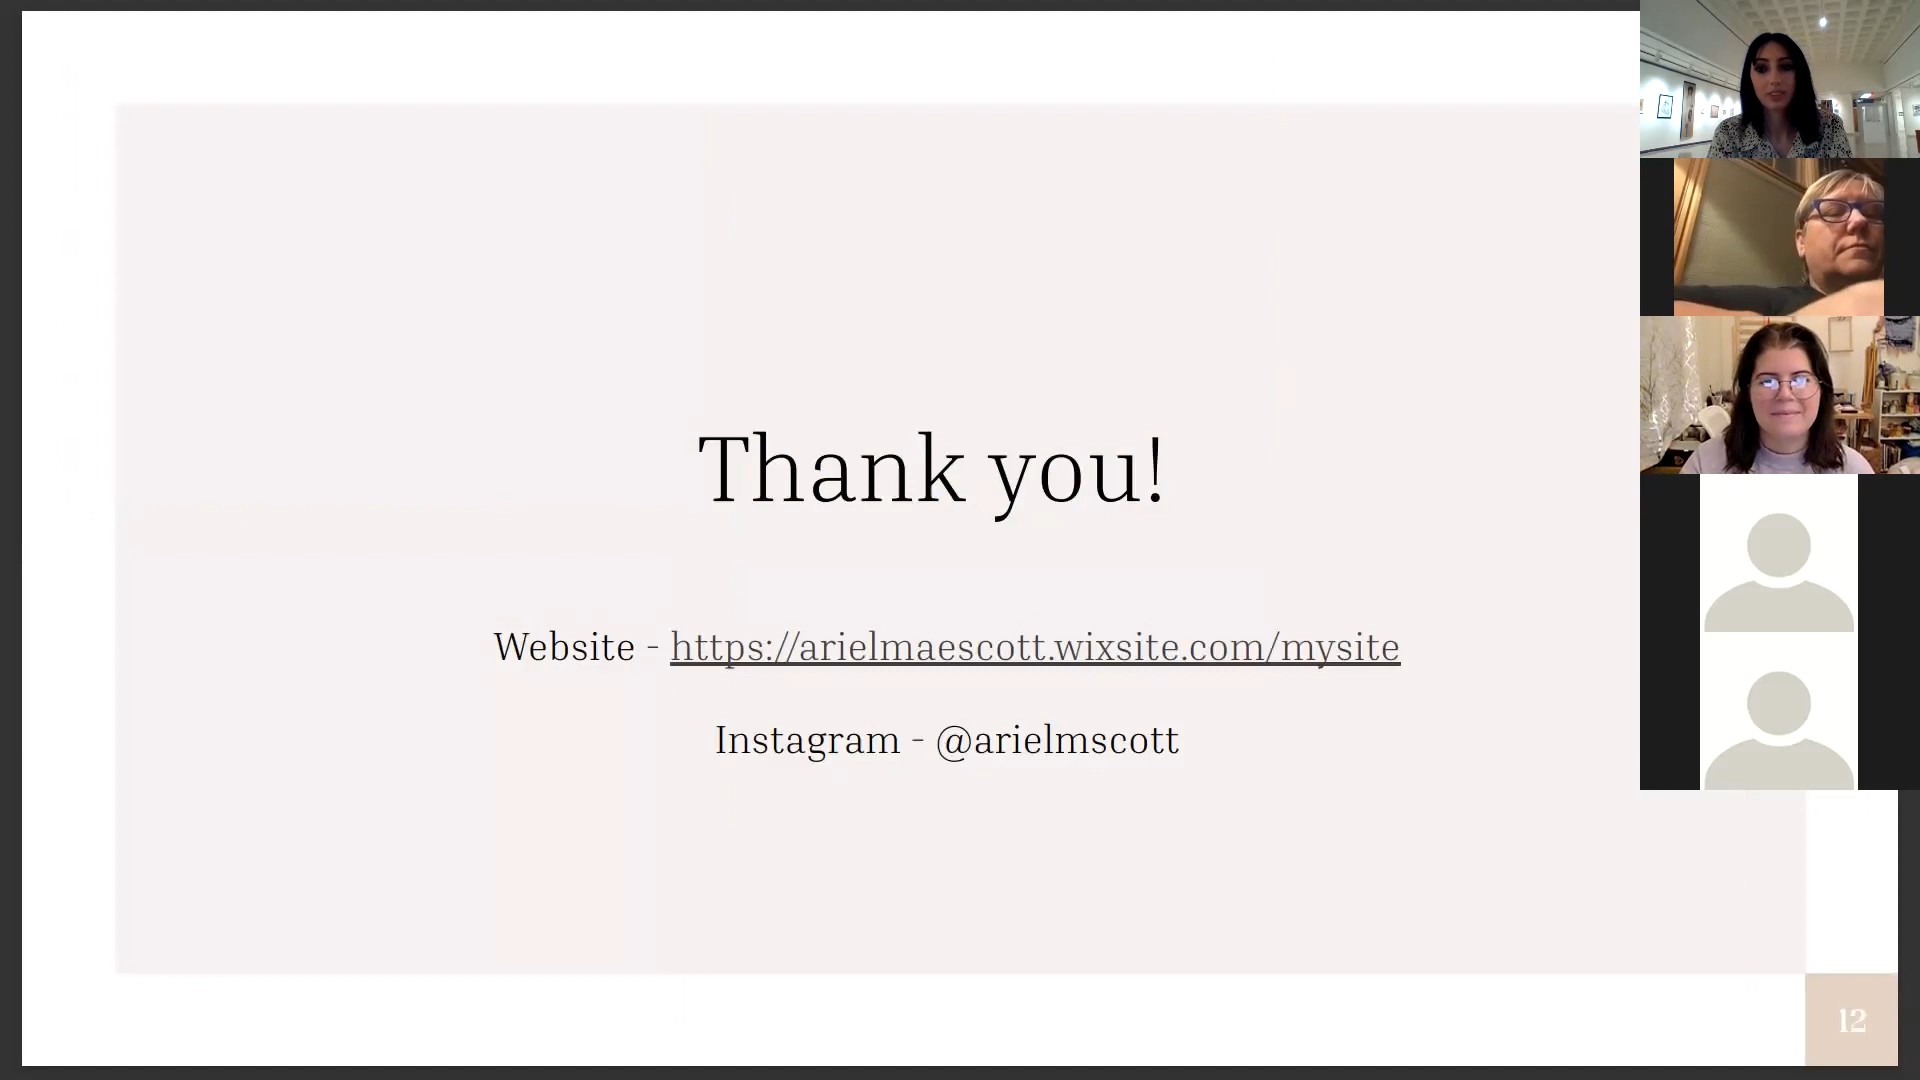 Thank you!
Website - https://arielmaescott.wixsite.com/mysite
Instagram - @arielmscott
12